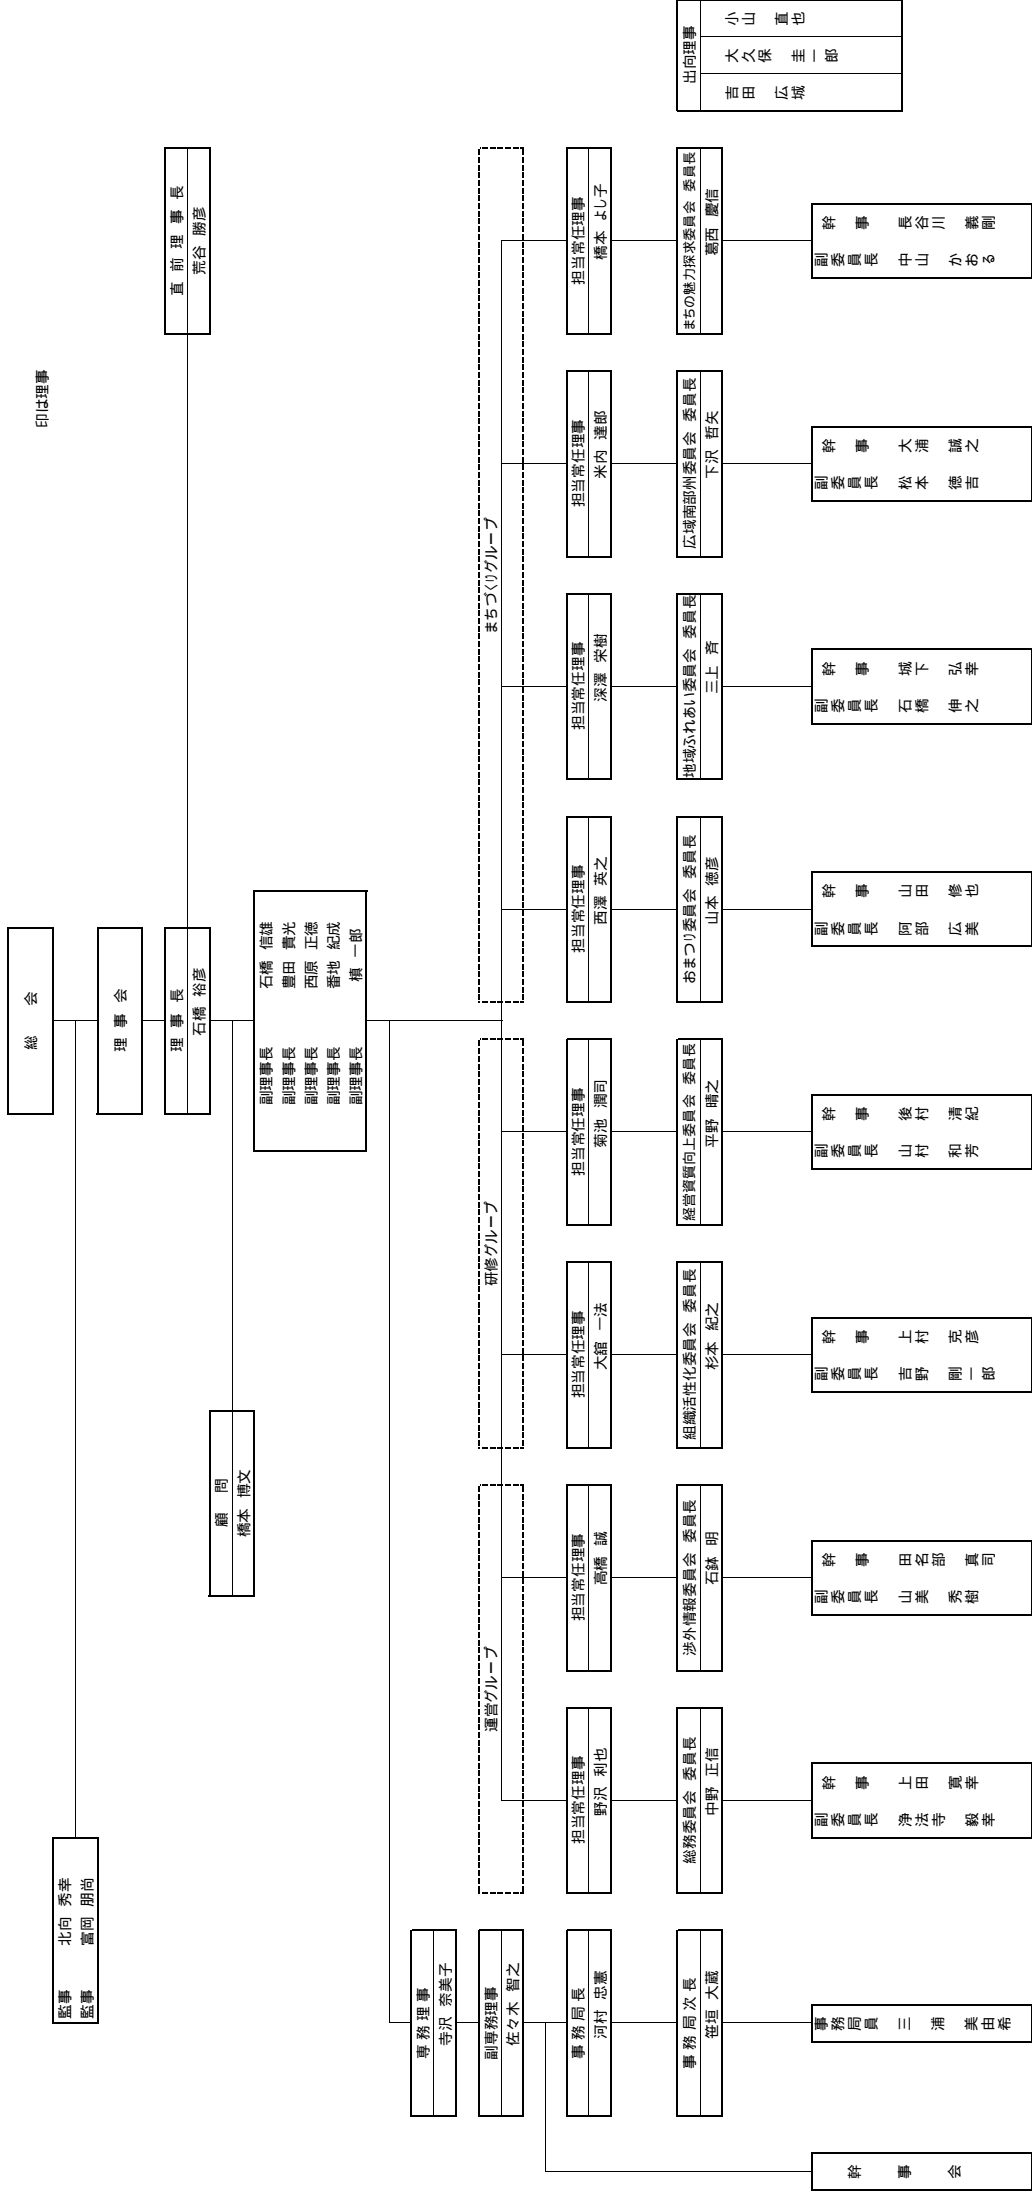 総　会
監事　北向 秀幸
監事　富岡 朋尚
理 事 会
印は理事
理 事 長
石橋 裕彦
直 前 理 事 長
荒谷 勝彦
顧　問
橋本 博文
副理事長　石橋 信雄
副理事長　豊田 貴光
副理事長　西原 正徳
副理事長　番地 紀成
副理事長　槙 一郎
専 務 理 事
寺沢 奈美子
副専務理事
佐々木 智之
運営グループ
研修グループ
まちづくりグループ
事 務 局 長
河村 忠憲
担当常任理事
野沢 利也
担当常任理事
高橋 誠
担当常任理事
大舘 一法
担当常任理事
菊池 潤司
担当常任理事
西澤 英之
担当常任理事
深澤 栄樹
担当常任理事
米内 達郎
担当常任理事
橋本 よし子
事 務 局 次 長
笹垣 大蔵
総務委員会 委員長
中野 正信
渉外情報委員会 委員長
石鉢 明
組織活性化委員会 委員長
杉本 紀之
経営資質向上委員会 委員長
平野 晴之
おまつり委員会 委員長
山本 徳彦
地域ふれあい委員会 委員長
三上 斉
広域南部州委員会 委員長
下沢 哲矢
まちの魅力探求委員会 委員長
葛西 慶信
出向理事
吉田 広城
大久保 圭一郎
小山 直也
幹 事 会
事務局員 三浦 美由希
副委員長 浄法寺 毅幸
幹 事 上田 寛幸
副委員長 山美 秀樹
幹 事 田名部 真司
副委員長 吉野 剛一郎
幹 事 上村 克彦
副委員長 山村 和芳
幹 事 後村 清紀
副委員長 阿部 広美
幹 事 山田 修也
副委員長 石橋 伸之
幹 事 城下 弘幸
副委員長 松本 徳吉
幹 事 大浦 誠之
副委員長 中山 かおる
幹 事 長谷川 義剛